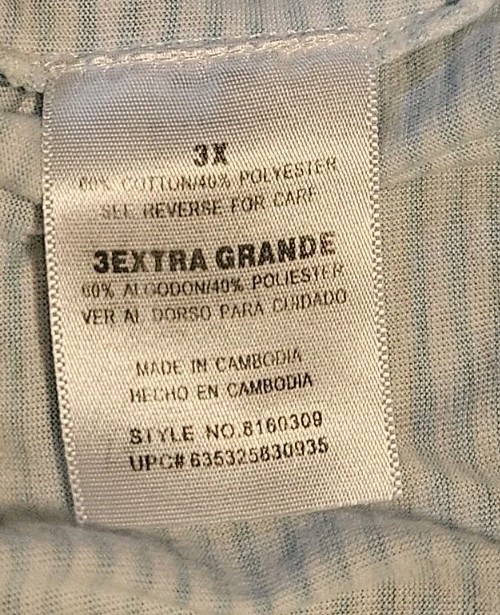 3X
60% COTTON/40% POLYESTER
SEE REVERSE FOR CARE
3EXTRA GRANDE
60% ALGODON/40% POLIESTER
VER AL DORSO PARA CUIDADO
MADE IN CAMBODIA
HECHO EN CAMBODIA
STYLE NO.8160309
UPC# 635325830935